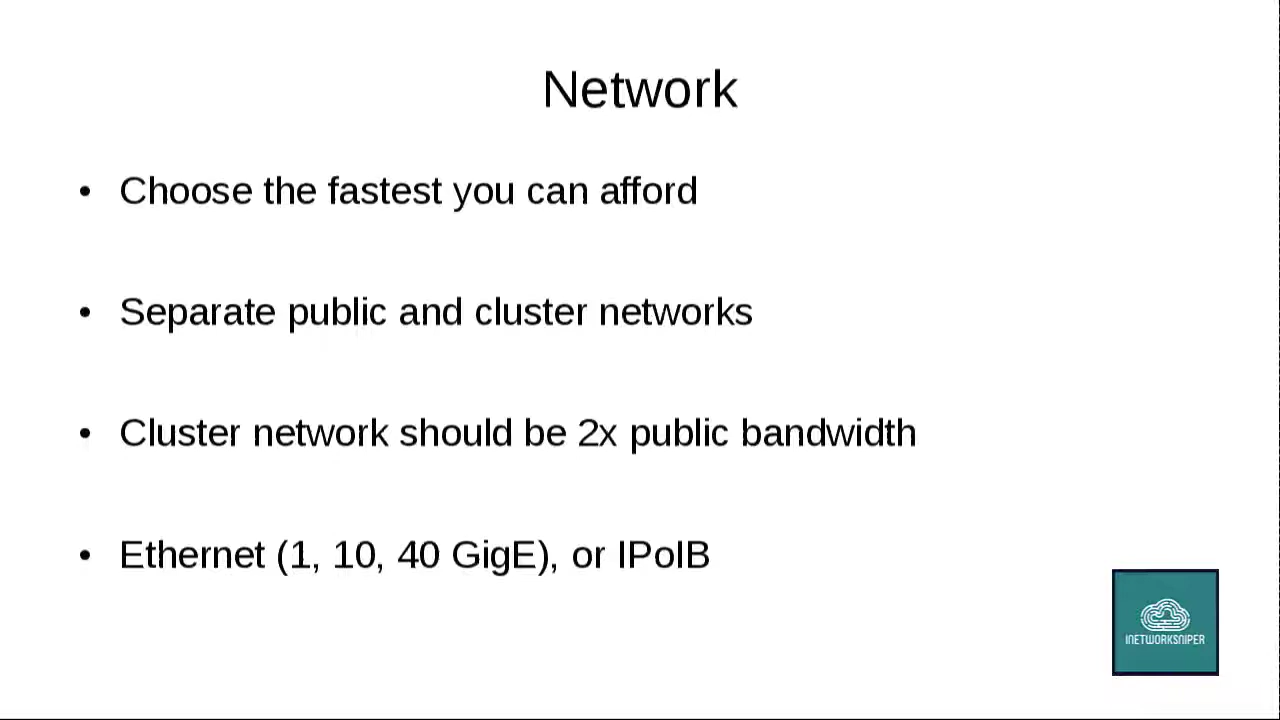 Network
• Choose the fastest you can afford
• Separate public and cluster networks
• Cluster network should be 2x public bandwidth
• Ethernet (1, 10, 40 GigE), or IPoIB
INETWORKSNIPER